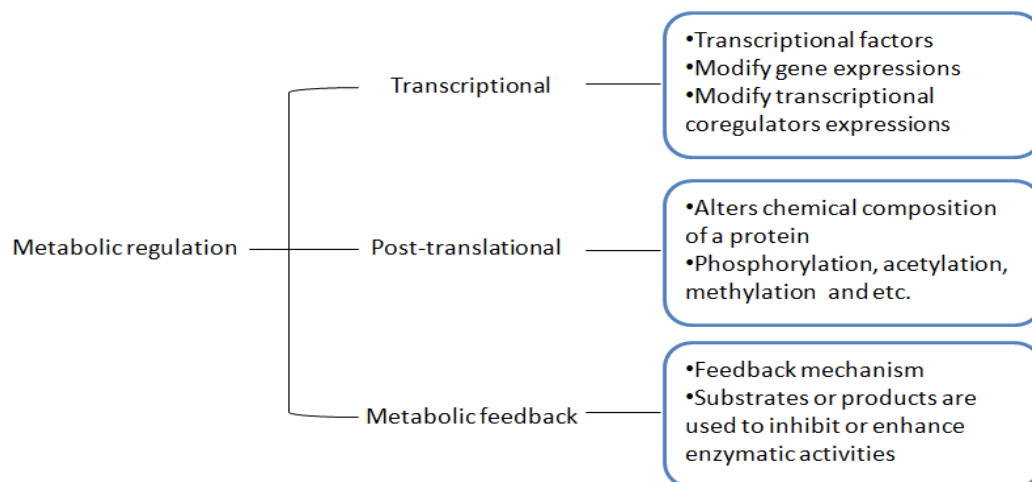 •Transcriptional factors
•Modify gene expressions
•Modify transcriptional
coregulators expressions
Transcriptional
•Alters chemical composition
of a protein
•Phosphorylation, acetylation,
methylation and etc.
Metabolic regulation
Post-translational
•Feedback mechanism
•Substrates or products are
used to inhibit or enhance
enzymatic activities
Metabolic feedback